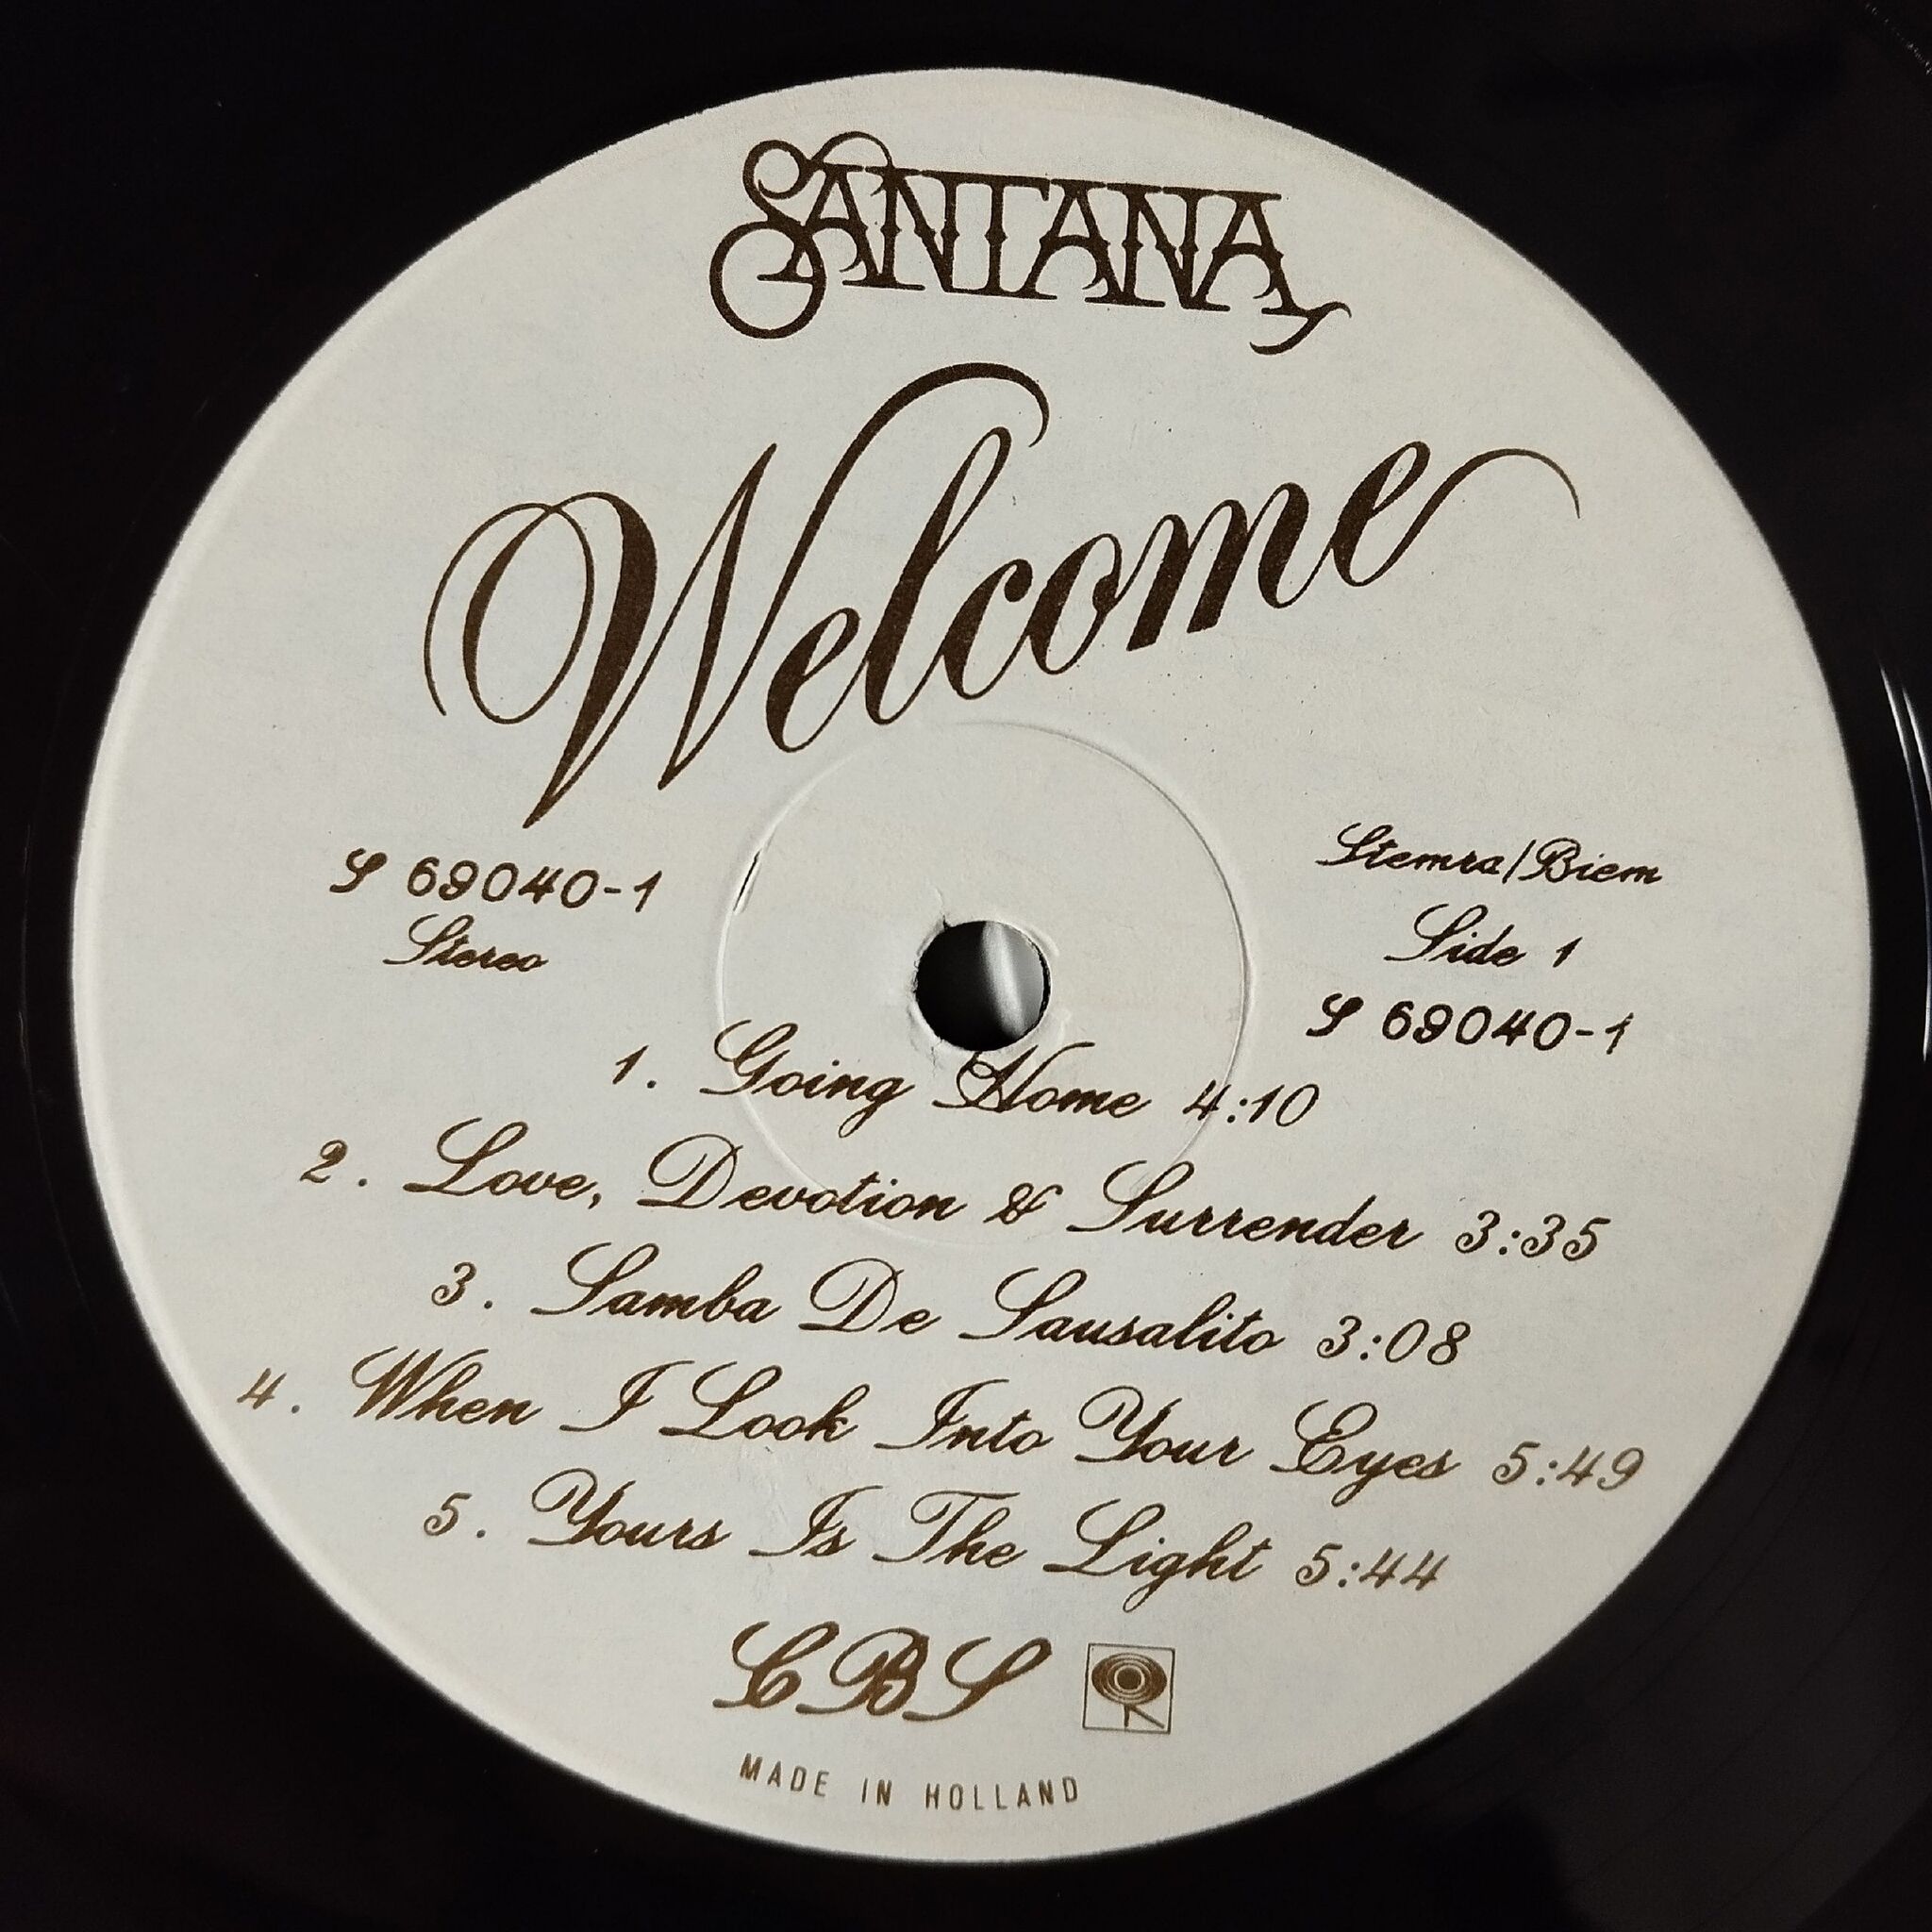 SANTANA
Welcome
S 69040-1
Stereo
Stemra/Biem
Side 1
S 69040-1
1. Going Home 4:10
2. Love, Devotion & Surrender 3:35
3. Samba De Sausalito 3:08
4. When I Look Into Your Eyes 5:49
5. Yours Is The Light 5:44
CBS
MADE IN HOLLAND